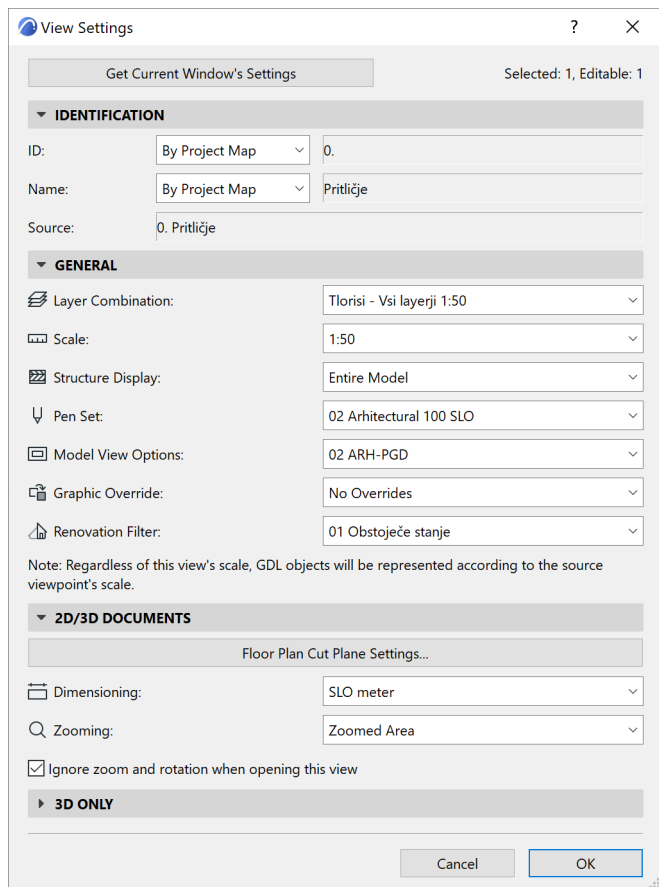 View Settings
?
Get Current Window's Settings
Selected: 1, Editable: 1
IDENTIFICATION
ID:
By Project Map
0.
Name:
By Project Map
Pritličje
Source:
0. Pritličje
GENERAL
Layer Combination:
Tlorisi - Vsi layerji 1:50
Scale:
1:50
Structure Display:
Entire Model
Pen Set:
02 Arhitectural 100 SLO
Model View Options:
02 ARH-PGD
Graphic Override:
No Overrides
Renovation Filter:
01 Obstoječe stanje
Note: Regardless of this view's scale, GDL objects will be represented according to the source
viewpoint's scale.
2D/3D DOCUMENTS
Floor Plan Cut Plane Settings...
Dimensioning:
SLO meter
Zooming:
Zoomed Area
Ignore zoom and rotation when opening this view
3D ONLY
Cancel
OK